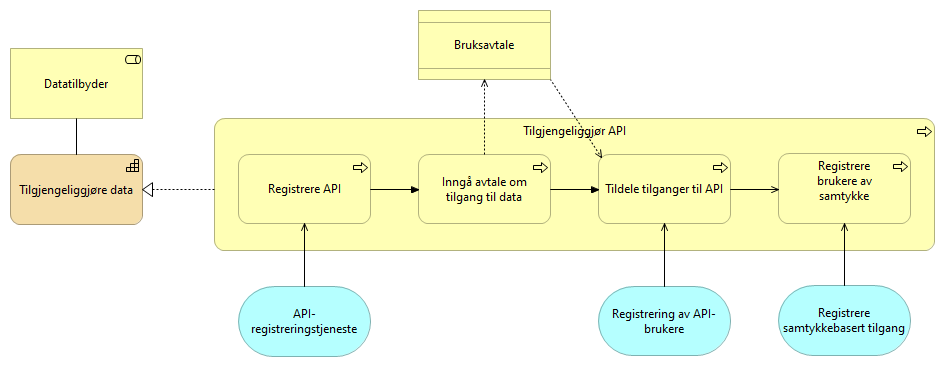 Bruksavtale
Datatilbyder
Tilgjengeliggjør API
Tilgjengeliggjøre data
Registrere API
Inngå avtale om
tilgang til data
Tildele tilganger til API
Registrere
brukere av
samtykke
API-
registreringstjeneste
Registrering av API-
brukere
Registrere
samtykkebasert tilgang